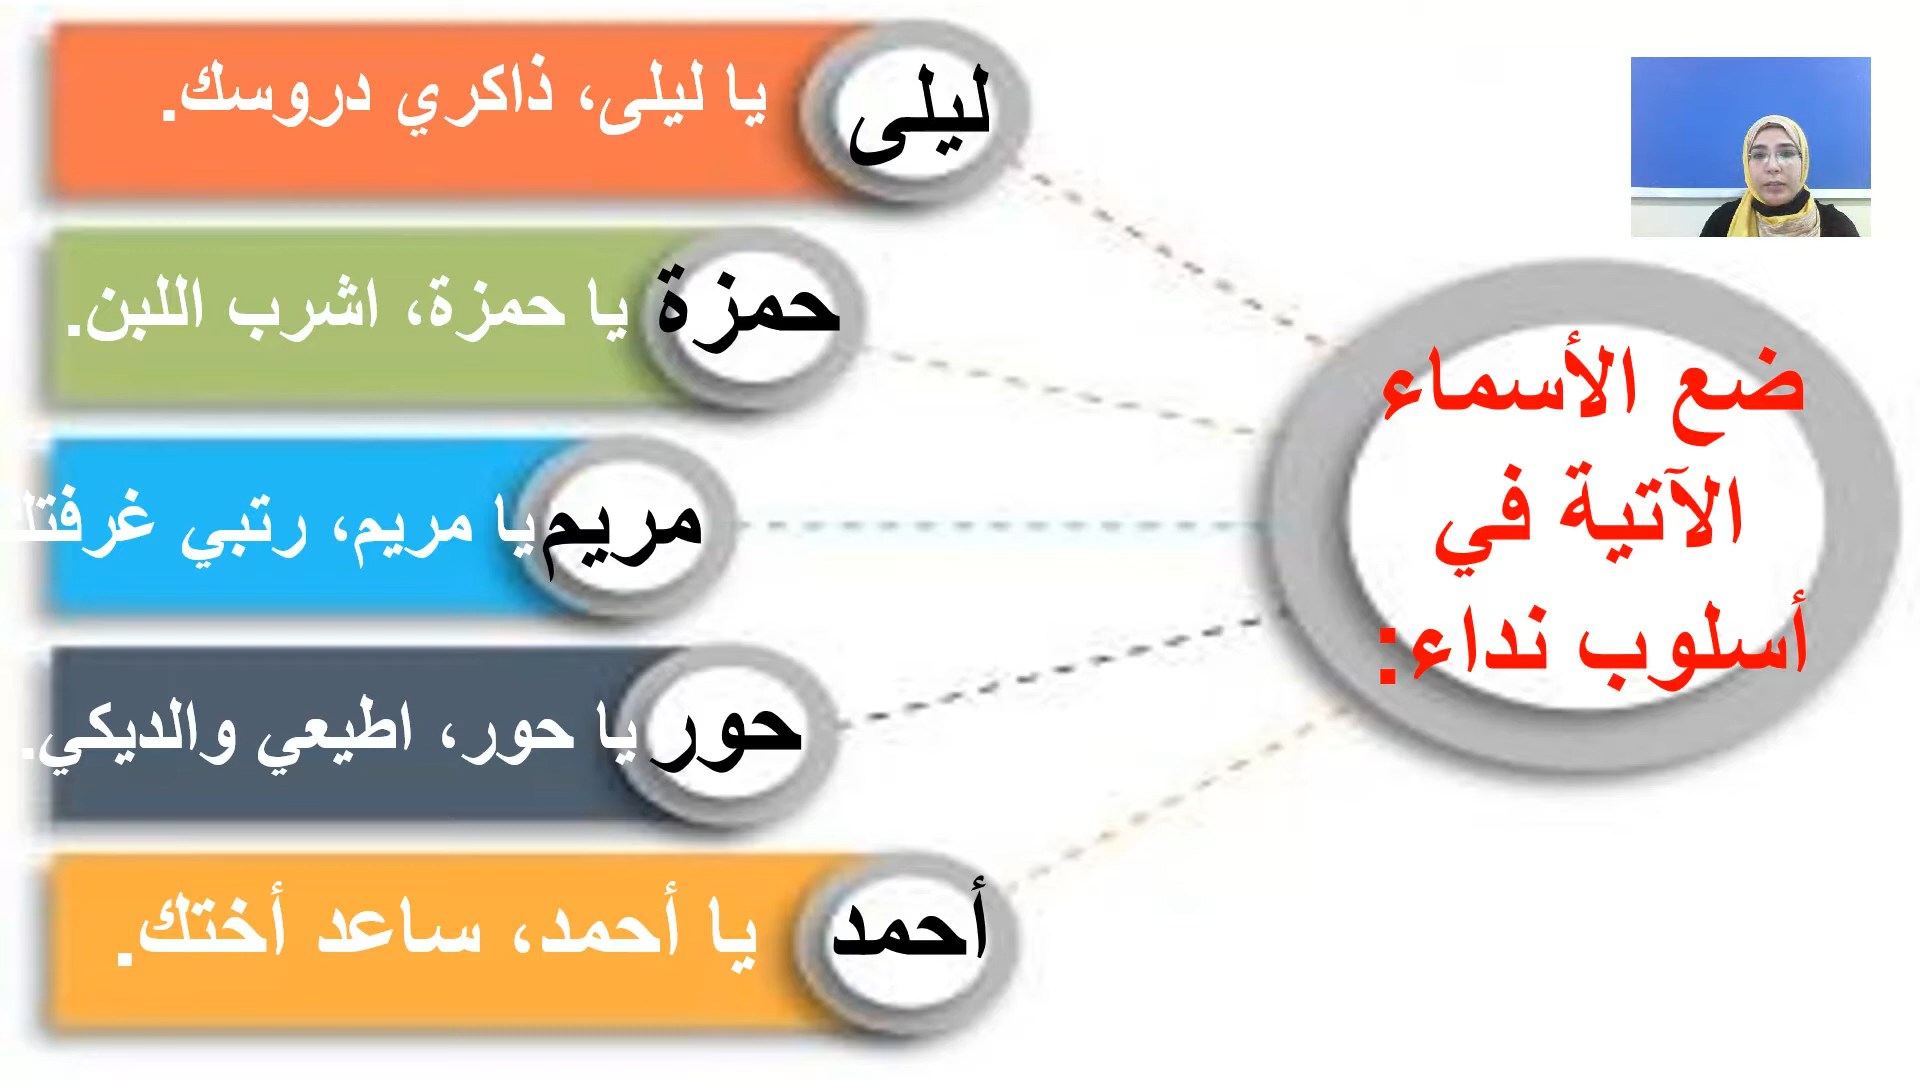 ضع الأسماء
الآتية في
أسلوب نداء:
ليلى
يا ليلى، ذاكري دروسك.
حمزة
يا حمزة، اشرب اللبن.
مريم
يا مريم، رتبي غرفتك
حور
يا حور، اطيعي والديكي.
أحمد
يا أحمد، ساعد أختك.